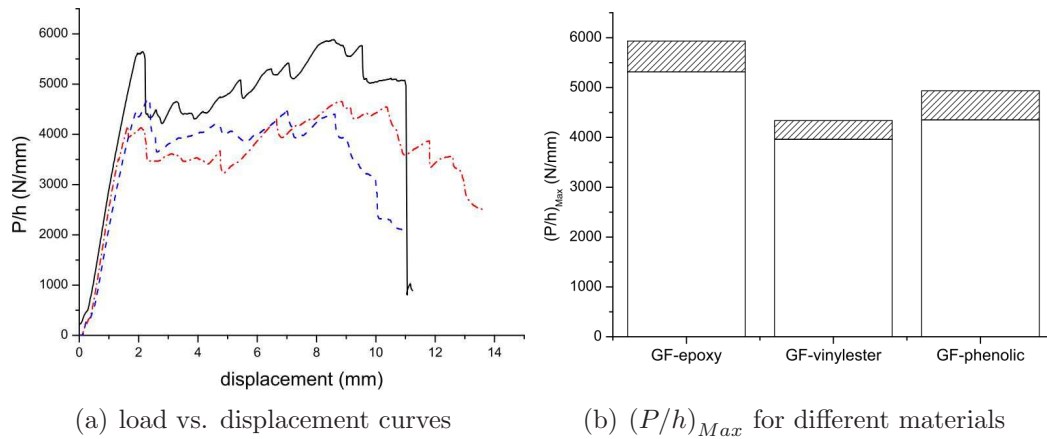 6000
5000
4000
3000
2000
1000
0
P/h (N/mm)
0 2 4 6 8 10 12 14
displacement (mm)
(a) load vs. displacement curves
6000
5000
4000
3000
2000
1000
0
(P/h)Max (N/mm)
GF-epoxy GF-vinylester GF-phenolic
(b) (P/h)Max for different materials